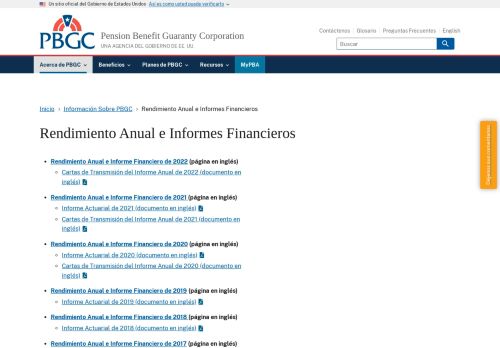 Un sitio oficial del Gobierno de Estados Unidos Así es como usted puede verificarlo
PBGC
Pension Benefit Guaranty Corporation
UNA AGENCIA DEL GOBIERNO DE EE. UU
Contáctenos Glosario Preguntas Frecuentes English
Buscar
Acerca de PBGC Beneficios Planes de PBGC Recursos MyPBA
Inicio Información Sobre PBGC Rendimiento Anual e Informes Financieros
Rendimiento Anual e Informes Financieros
Rendimiento Anual e Informe Financiero de 2022 (página en inglés)
Cartas de Transmisión del Informe Anual de 2022 (documento en
inglés)
Rendimiento Anual e Informe Financiero de 2021 (página en inglés)
Informe Actuarial de 2021 (documento en inglés)
Cartas de Transmisión del Informe Anual de 2021 (documento en
inglés)
Rendimiento Anual e Informe Financiero de 2020 (página en inglés)
Informe Actuarial de 2020 (documento en inglés)
Cartas de Transmisión del Informe Anual de 2020 (documento en
inglés)
Rendimiento Anual e Informe Financiero de 2019 (página en inglés)
Informe Actuarial de 2019 (documento en inglés)
Rendimiento Anual e Informe Financiero de 2018 (página en inglés)
Informe Actuarial de 2018 (documento en inglés)
Rendimiento Anual e Informe Financiero de 2017 (página en inglés)